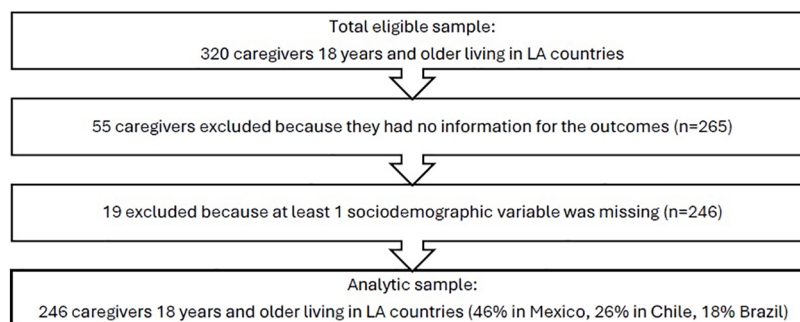 Total eligible sample:
320 caregivers 18 years and older living in LA countries
55 caregivers excluded because they had no information for the outcomes (n=265)
19 excluded because at least 1 sociodemographic variable was missing (n=246)
Analytic sample:
246 caregivers 18 years and older living in LA countries (46% in Mexico, 26% in Chile, 18% Brazil)